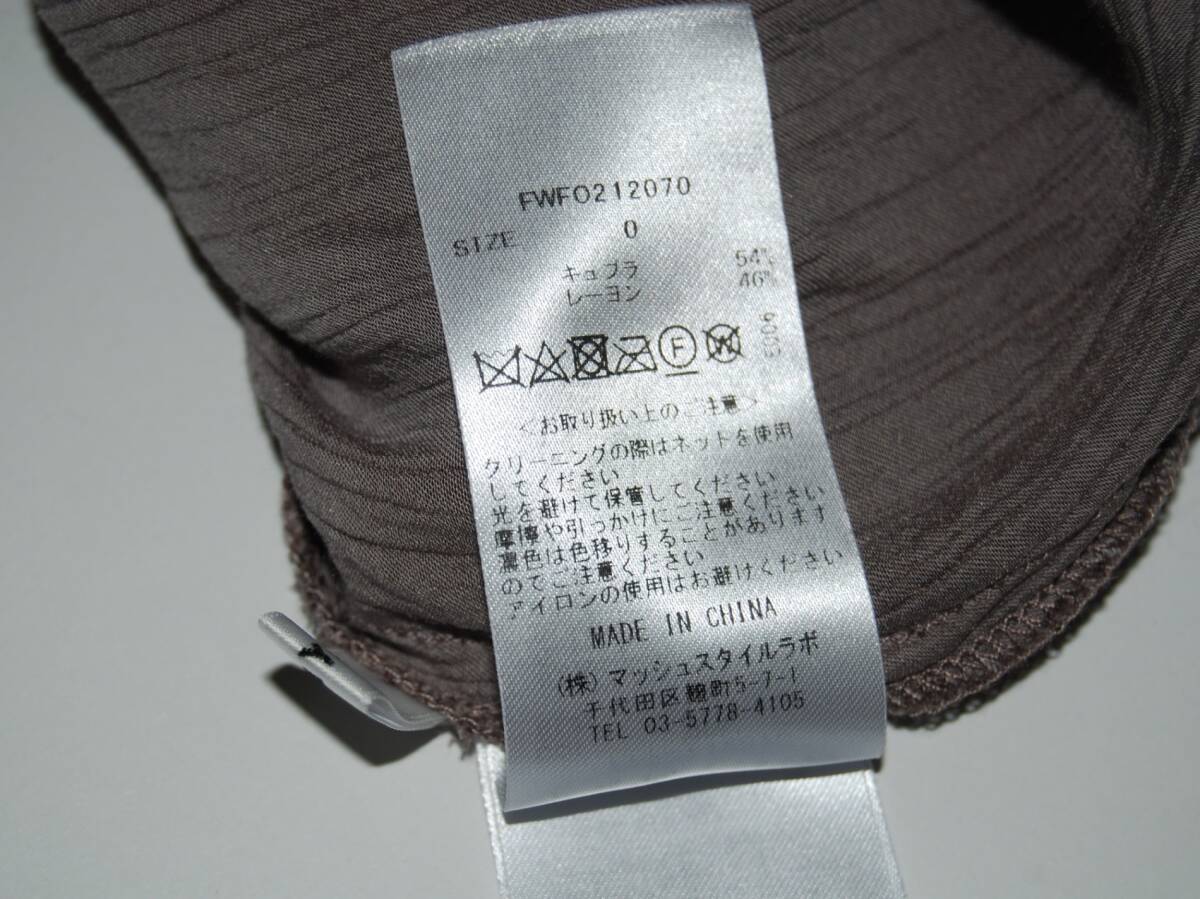 FWFO212070
SIZE 0
キュプラ 54%
レーヨン 46%
6003
F W
<お取り扱い上のご注意>
クリーニングの際はネットを使用
してください
光を避けて保管してください
摩擦や引っかけにご注意ください
濃色は色移りすることがあります
のでご注意ください
アイロンの使用はお避けください
MADE IN CHINA
(株)マッシュスタイルラボ
千代田区麹町5-7-1
TEL 03-5778-4105